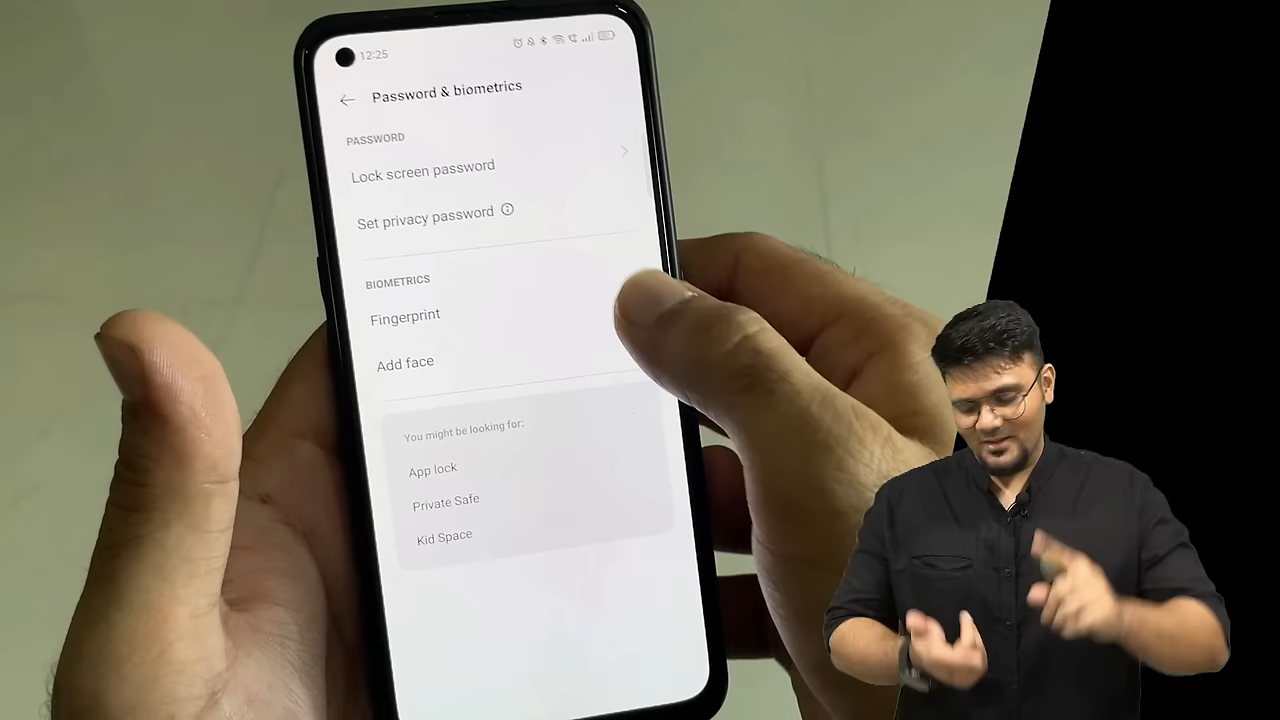 12:25
Password & biometrics
PASSWORD
Lock screen password
Set privacy password
BIOMETRICS
Fingerprint
Add face
You might be looking for:
App lock
Private Safe
Kid Space